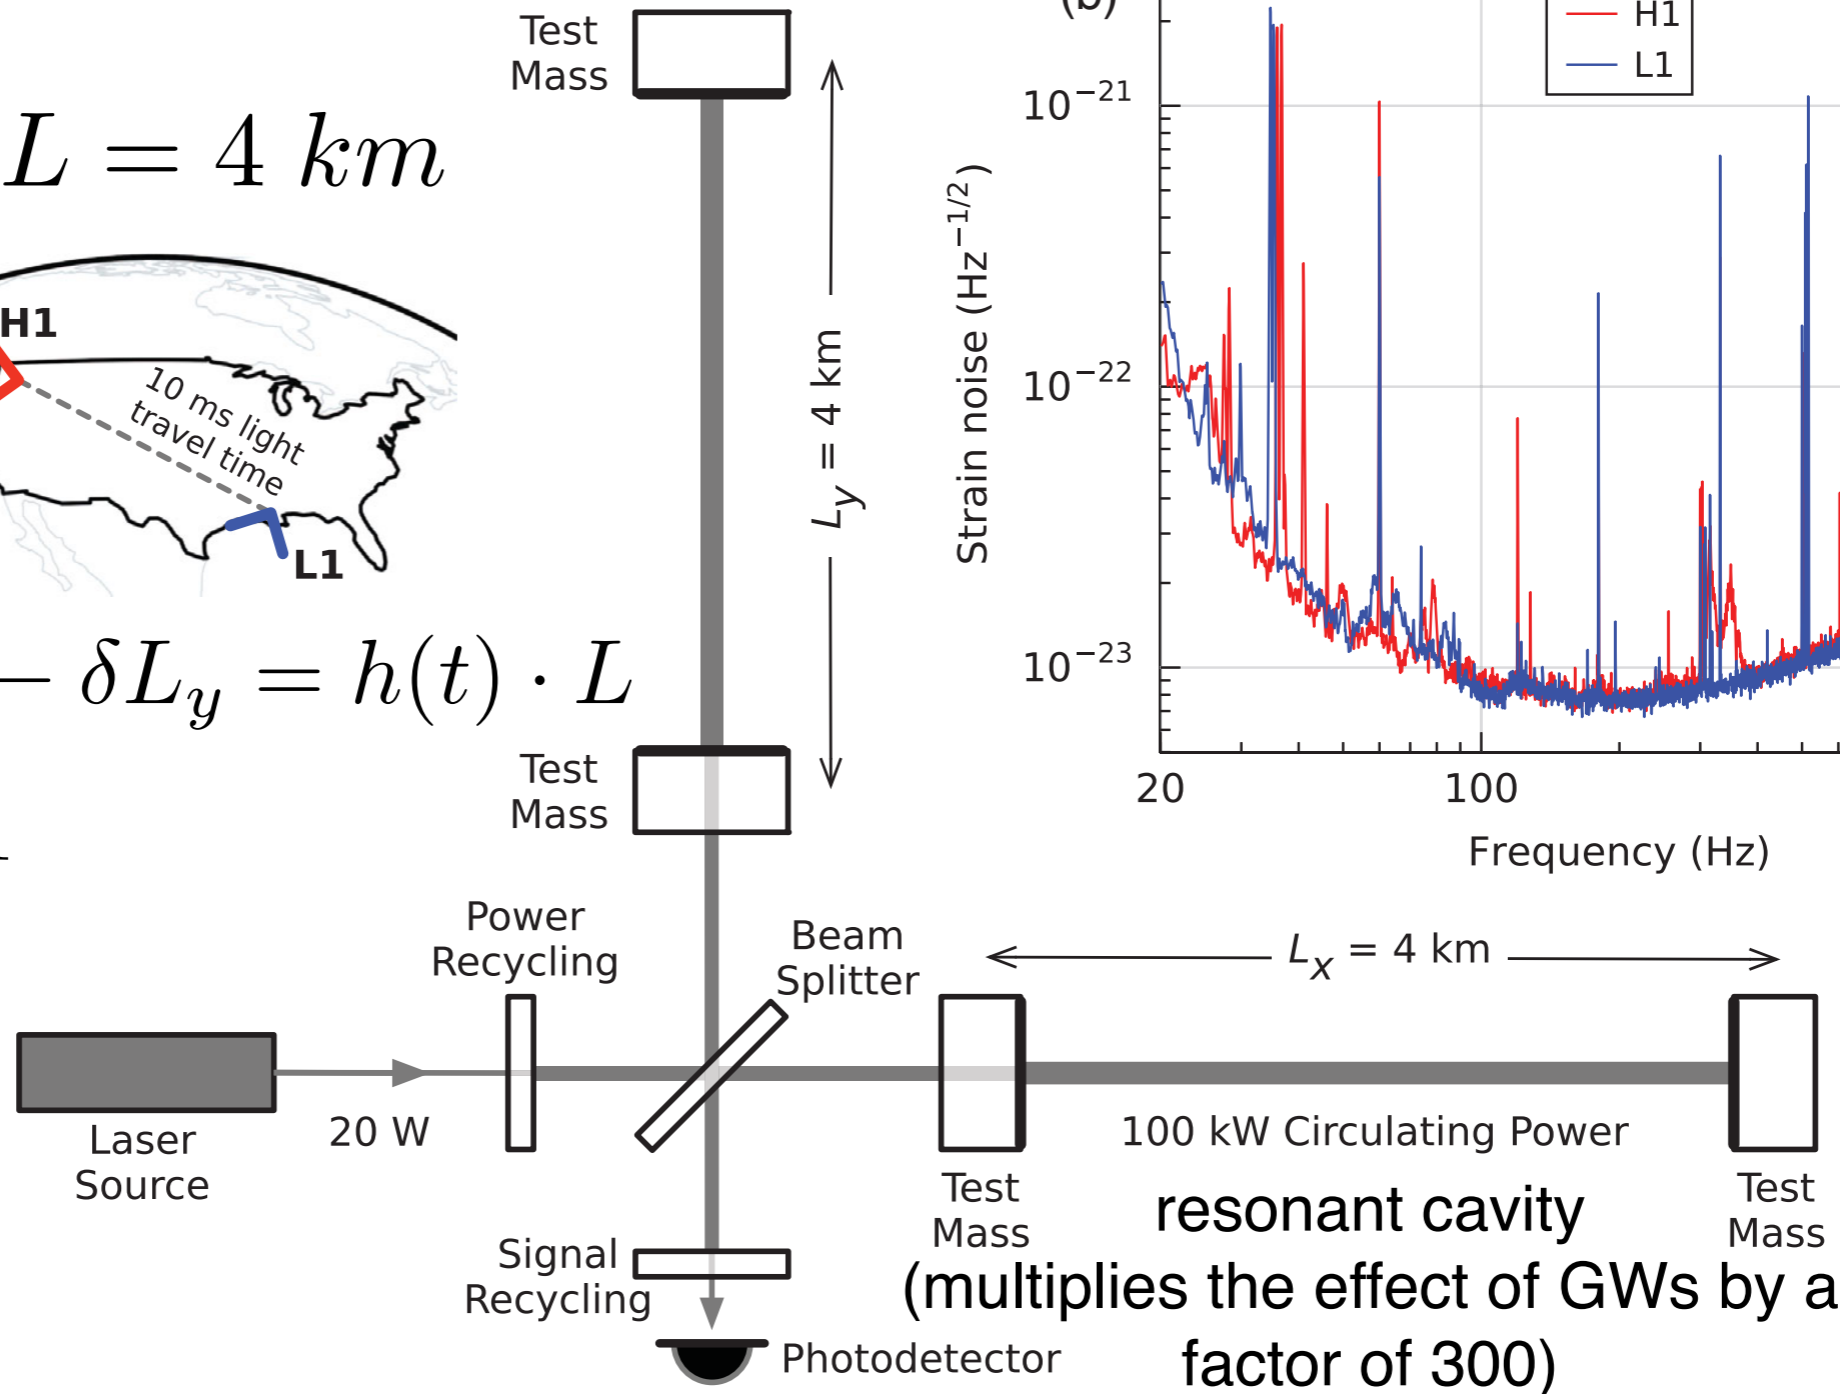 Test
Mass
L = 4 km
H1
10 ms light
travel time
L1
− δL_y = h(t) · L
L_y = 4 km
Test
Mass
(b)
H1
L1
Strain noise (Hz^{−1/2})
10^{−21}
10^{−22}
10^{−23}
20
100
Frequency (Hz)
Power
Recycling
Beam
Splitter
L_x = 4 km
Laser
Source
20 W
100 kW Circulating Power
Test
Mass
Test
Mass
resonant cavity
(multiplies the effect of GWs by a
factor of 300)
Signal
Recycling
Photodetector